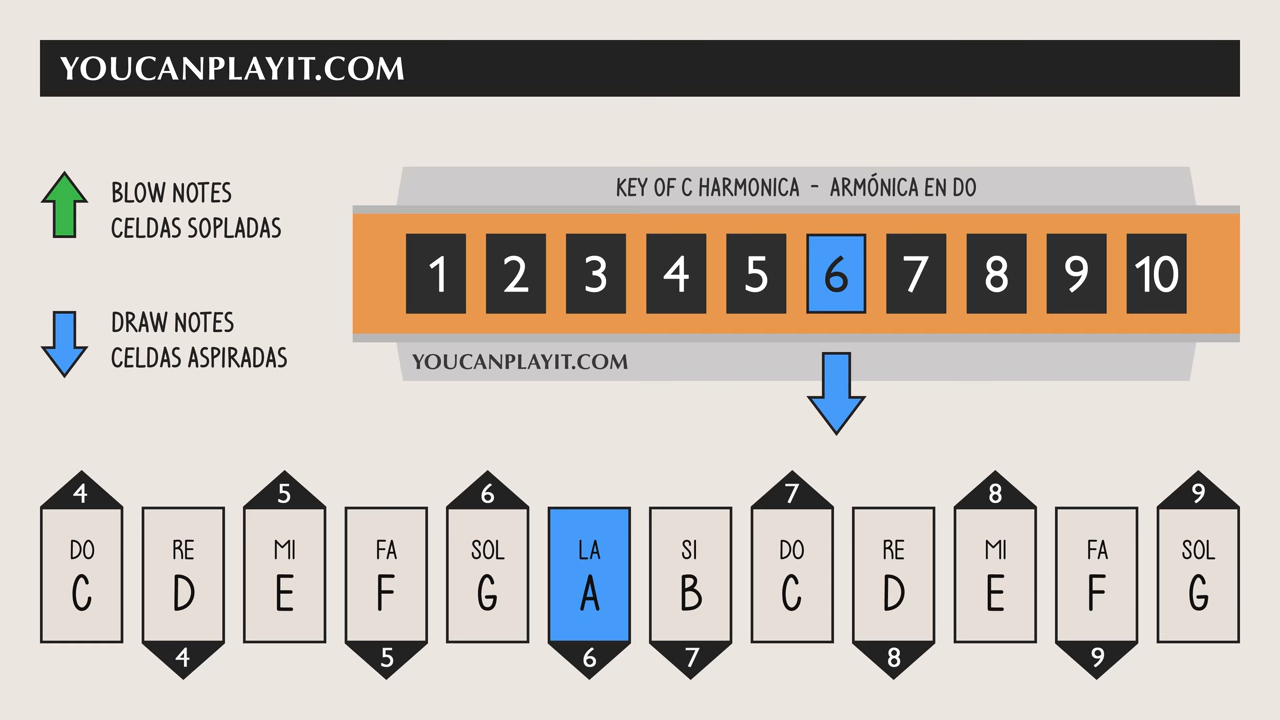 YOUCANPLAYIT.COM
BLOW NOTES
CELDAS SOPLADAS
DRAW NOTES
CELDAS ASPIRADAS
KEY OF C HARMONICA - ARMÓNICA EN DO
1 2 3 4 5 6 7 8 9 10
YOUCANPLAYIT.COM
4 5 6 7 8 9
DO RE MI FA SOL LA SI DO RE MI FA SOL
C D E F G A B C D E F G
4 5 6 7 8 9